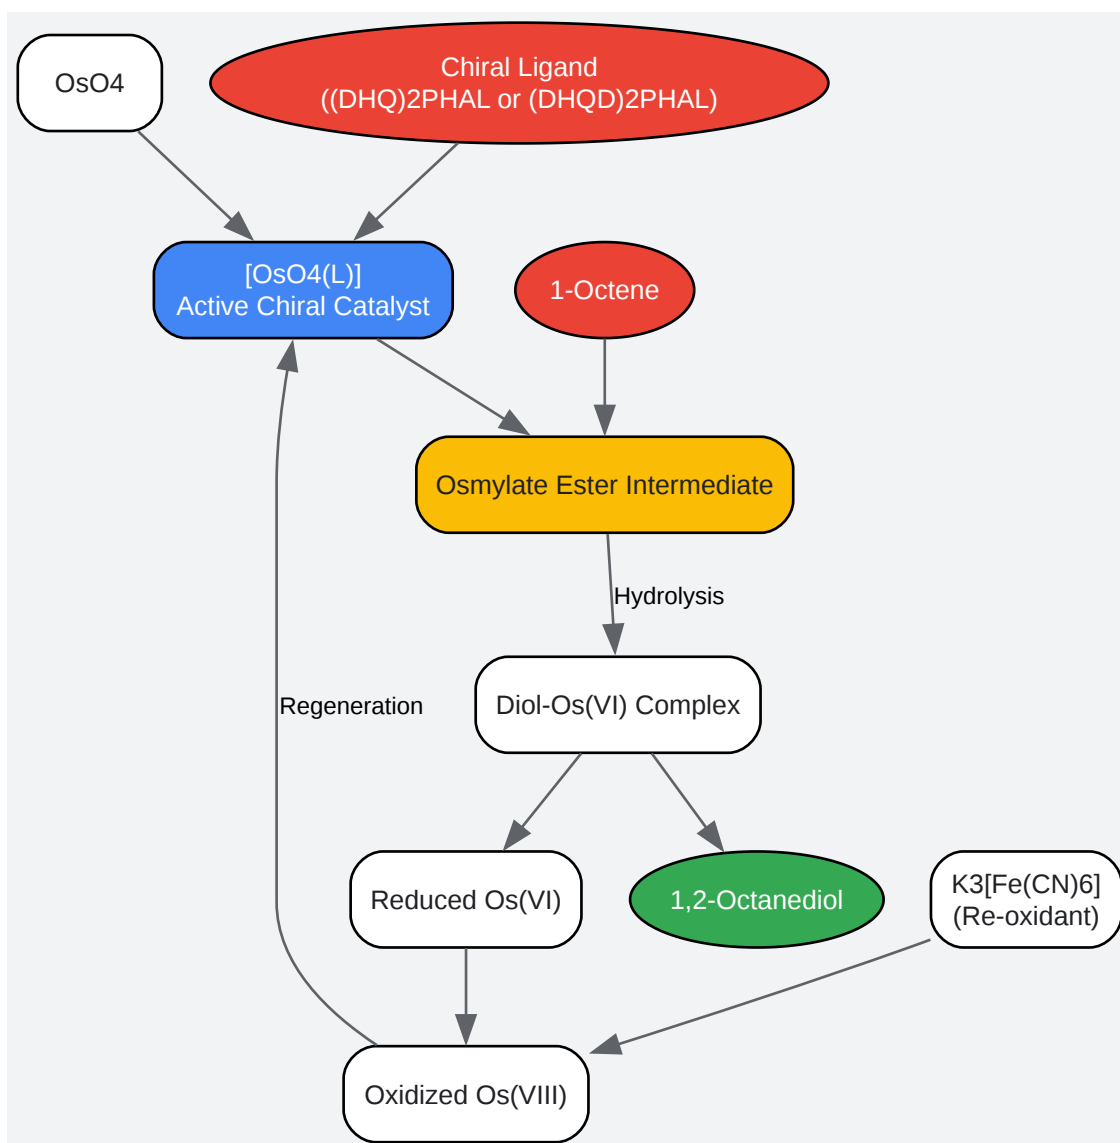 OsO4
Chiral Ligand
((DHQ)2PHAL or (DHQD)2PHAL)
[OsO4(L)]
Active Chiral Catalyst
1-Octene
Osmylate Ester Intermediate
Hydrolysis
Diol-Os(VI) Complex
Regeneration
Reduced Os(VI)
1,2-Octanediol
K3[Fe(CN)6]
(Re-oxidant)
Oxidized Os(VIII)